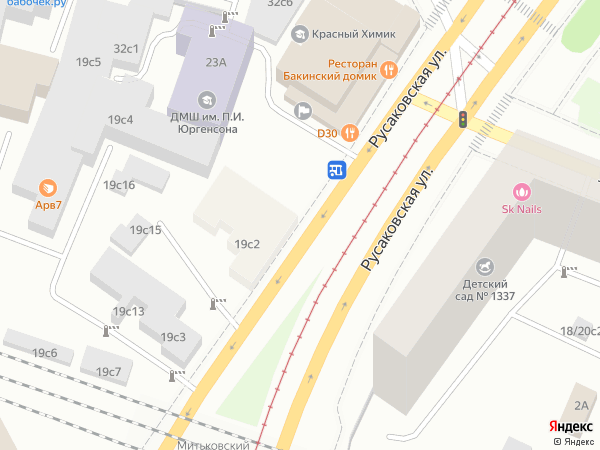 бабочек.ру
32с6
32с1
19с5
23А
Красный Химик
Ресторан
Бакинский домик
Русаковская ул.
ДМШ им. П.И.
Юргенсона
19с4
D30
19с16
Арв7
Sk Nails
19с15
19с2
Русаковская ул.
Детский
сад № 1337
19с13
19с3
18/20с2
19с6
19с7
2А
Митьковский
Яндекс
© Яндекс